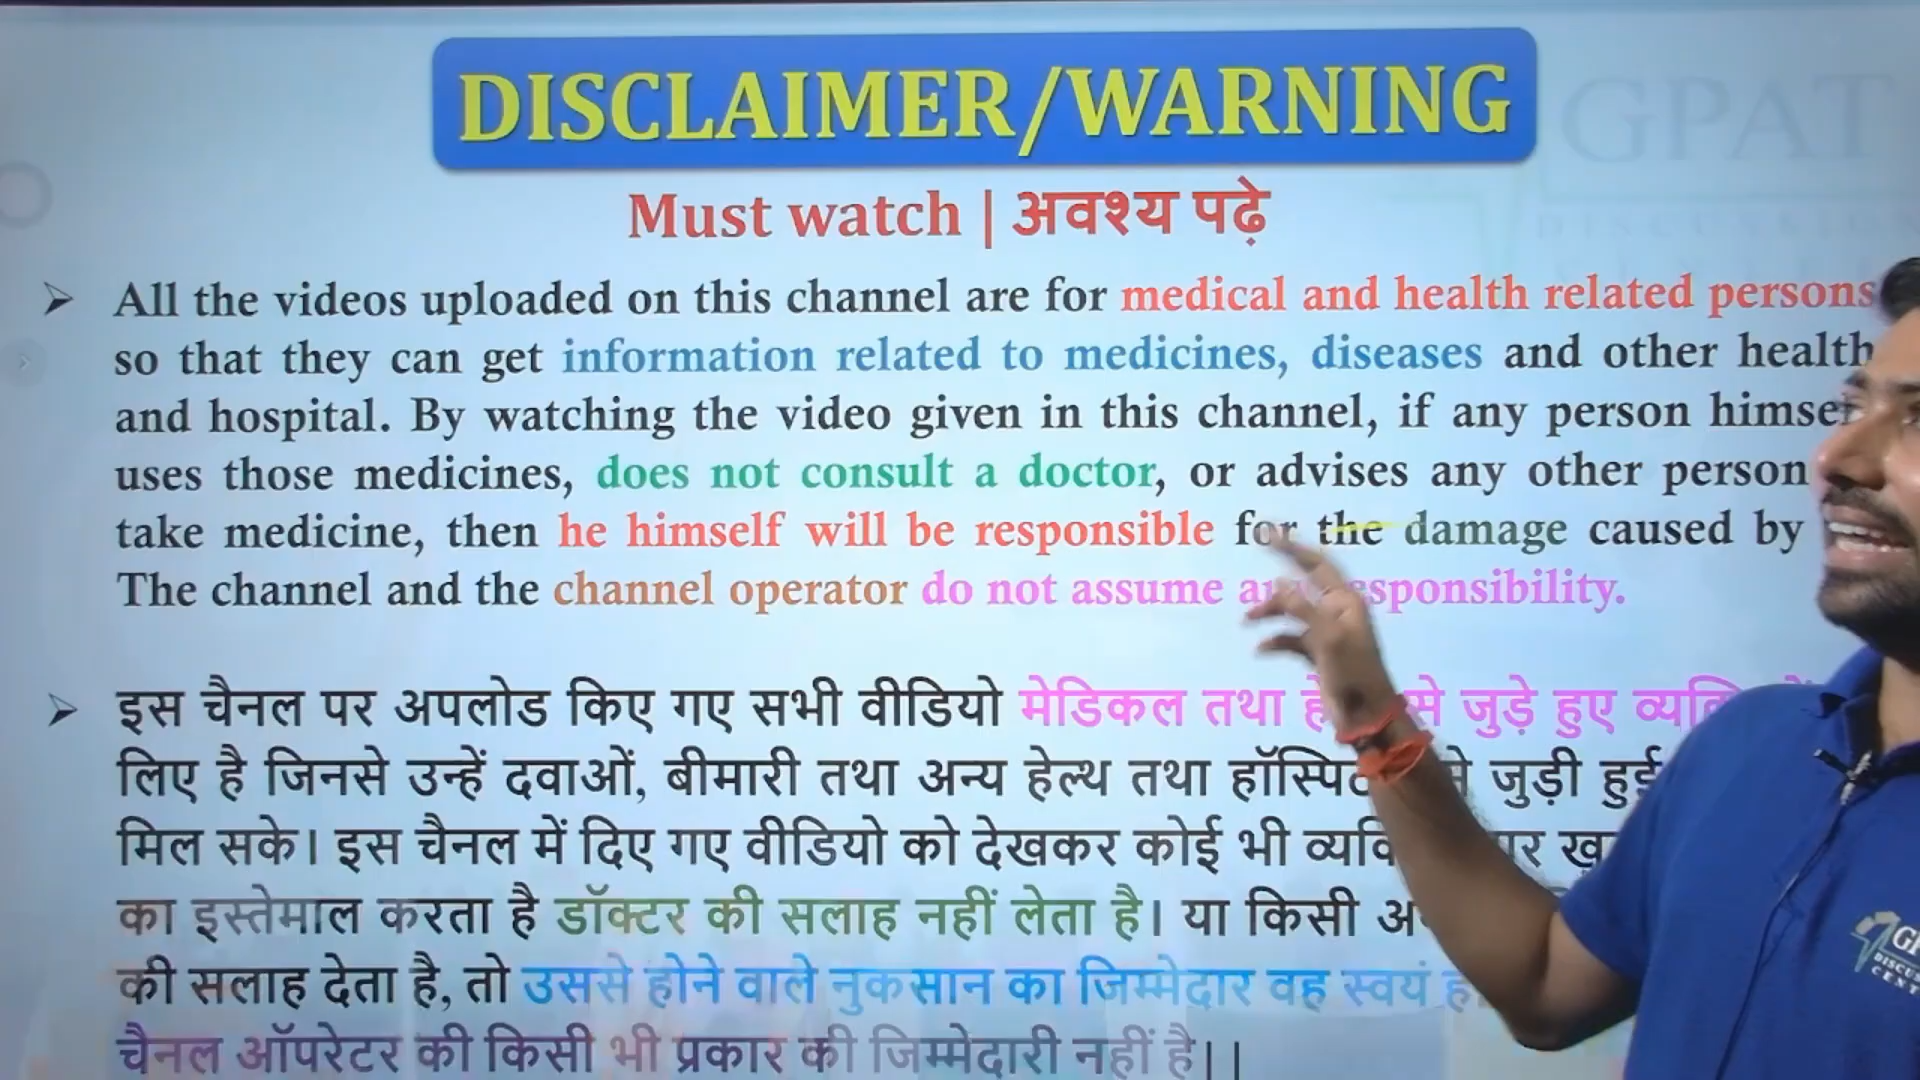 DISCLAIMER/WARNING
GPAT
Must watch | अवश्य पढ़े
DISCUSSION
➢ All the videos uploaded on this channel are for medical and health related persons
so that they can get information related to medicines, diseases and other health
and hospital. By watching the video given in this channel, if any person
uses those medicines, does not consult a doctor, or advises any other person
take medicine, then he himself will be responsible for the damage caused by
The channel and the channel operator do not assume
➢ इस चैनल पर अपलोड किए गए सभी वीडियो मेडिकल तथा से जुड़े हुए
लिए है जिनसे उन्हें दवाओं, बीमारी तथा अन्य हेल्थ तथा जुड़ी हुई
मिल सके। इस चैनल में दिए गए वीडियो को देखकर कोई भी
का इस्तेमाल करता है डॉक्टर की सलाह नहीं लेता है। या किसी
की सलाह देता है, तो उससे होने वाले नुकसान का जिम्मेदार वह स्वयं
चैनल ऑपरेटर की किसी भी प्रकार की जिम्मेदारी नहीं है||